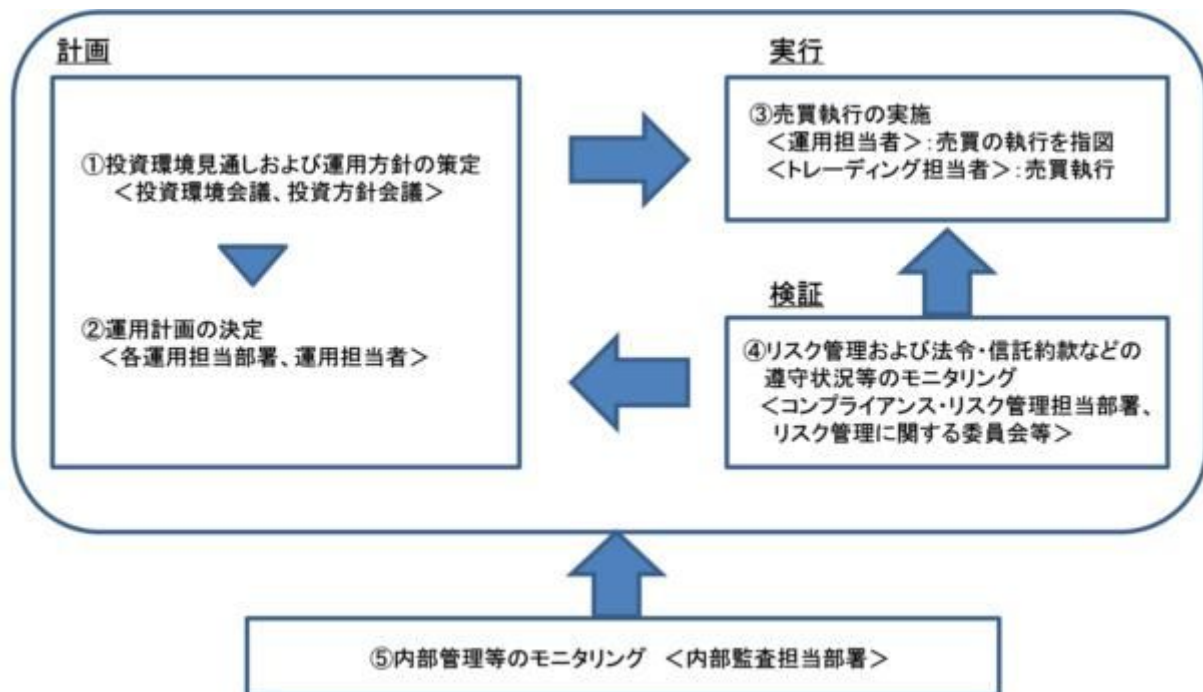 計画
①投資環境見通しおよび運用方針の策定
＜投資環境会議、投資方針会議＞
②運用計画の決定
＜各運用担当部署、運用担当者＞
実行
③売買執行の実施
＜運用担当者＞：売買の執行を指図
＜トレーディング担当者＞：売買執行
検証
④リスク管理および法令・信託約款などの
遵守状況等のモニタリング
＜コンプライアンス・リスク管理担当部署、
リスク管理に関する委員会等＞
⑤内部管理等のモニタリング ＜内部監査担当部署＞